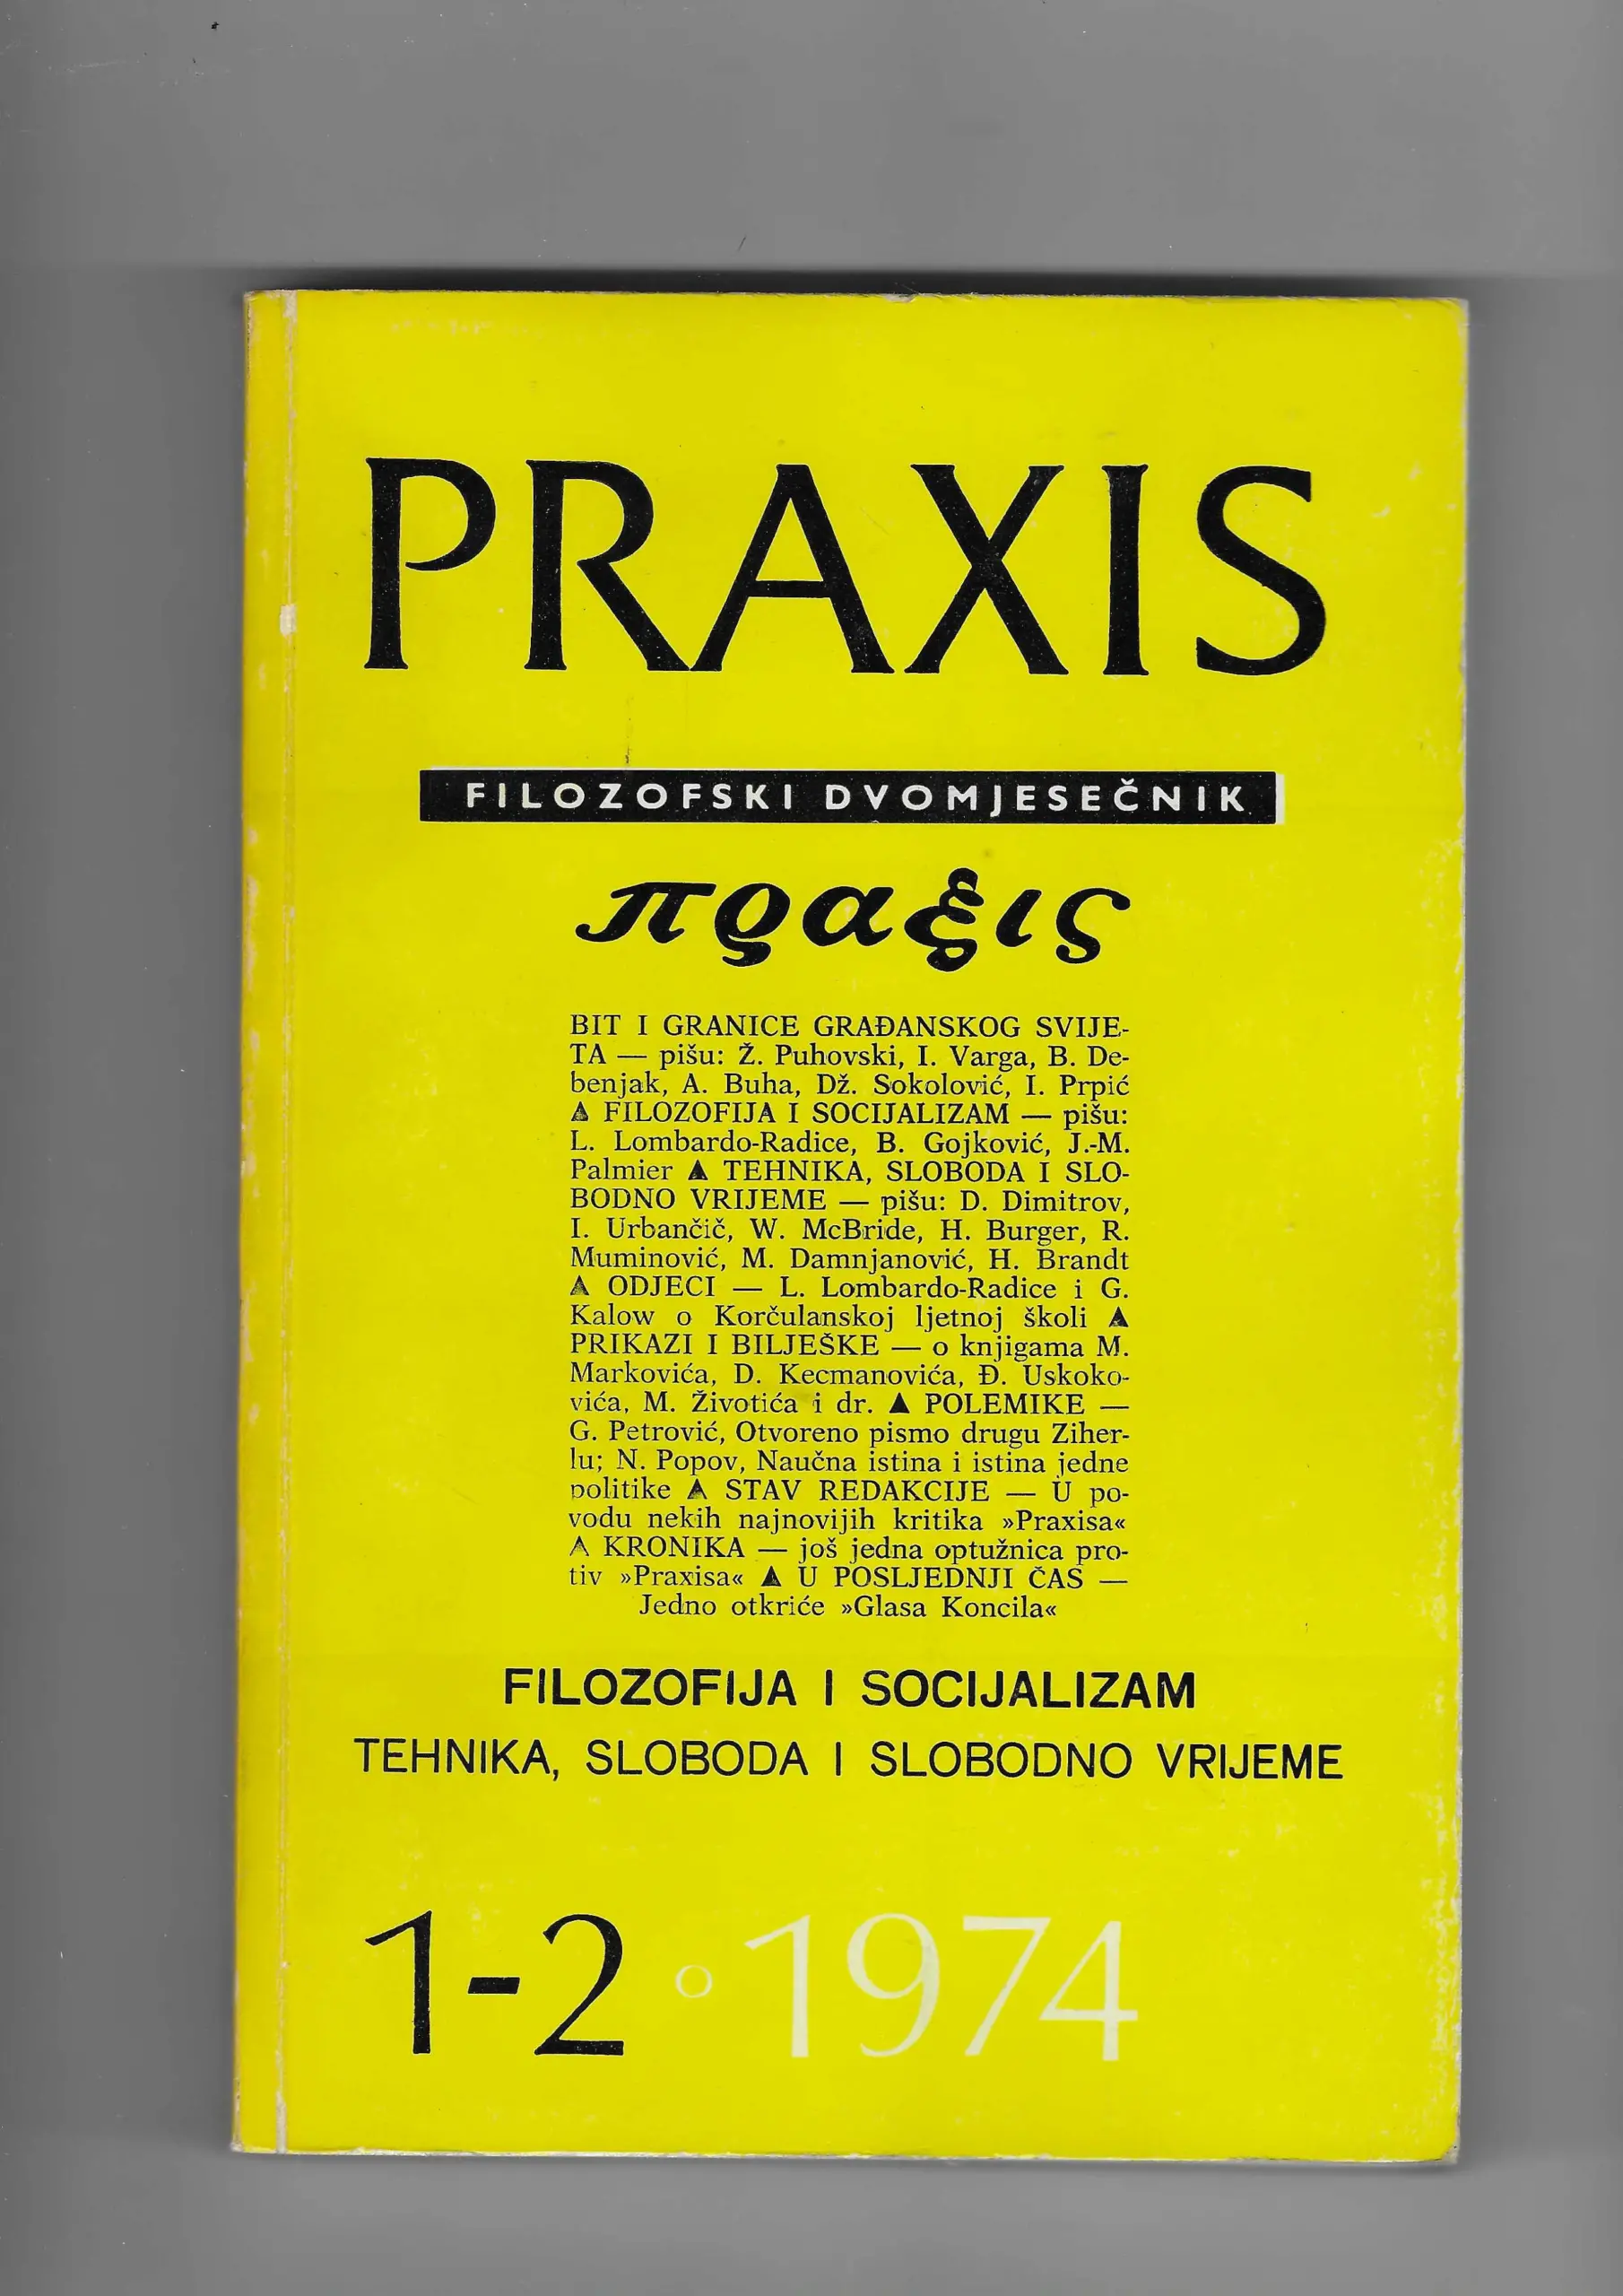 PRAXIS
FILOZOFSKI DVOMJESEČNIK
πραξις
BIT I GRANICE GRAĐANSKOG SVIJE-
TA — pišu: Ž. Puhovski, I. Varga, B. De-
benjak, A. Buha, Dž. Sokolović, I. Prpić
▲ FILOZOFIJA I SOCIJALIZAM — pišu:
L. Lombardo-Radice, B. Gojković, J.-M.
Palmier ▲ TEHNIKA, SLOBODA I SLO-
BODNO VRIJEME — pišu: D. Dimitrov,
I. Urbančič, W. McBride, H. Burger, R.
Muminović, M. Damnjanović, H. Brandt
▲ ODJECI — L. Lombardo-Radice i G.
Kalow o Korčulanskoj ljetnoj školi ▲
PRIKAZI I BILJEŠKE — o knjigama M.
Markovića, D. Kecmanovića, Đ. Uskoko-
vića, M. Životića i dr. ▲ POLEMIKE —
G. Petrović, Otvoreno pismo drugu Ziher-
lu; N. Popov, Naučna istina i istina jedne
politike ▲ STAV REDAKCIJE — U po-
vodu nekih najnovijih kritika »Praxisa«
▲ KRONIKA — još jedna optužnica pro-
tiv »Praxisa« ▲ U POSLJEDNJI ČAS —
Jedno otkriće »Glasa Koncila«
FILOZOFIJA I SOCIJALIZAM
TEHNIKA, SLOBODA I SLOBODNO VRIJEME
1-2 ○ 1974